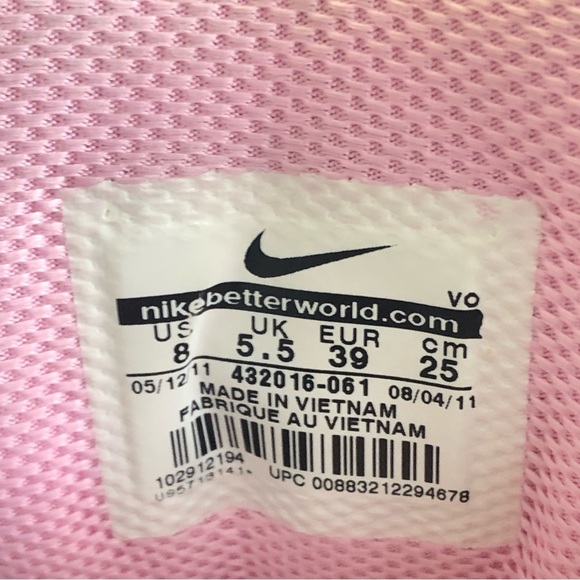 VO
nikebetterworld.com
US UK EUR cm
8 5.5 39 25
05/12/11 432016-061 08/04/11
MADE IN VIETNAM
FABRIQUE AU VIETNAM
102912194
UPC 00883212294678